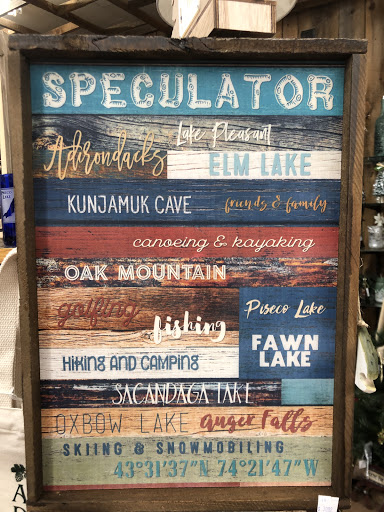 SPECULATOR
Lake Pleasant
Adirondacks
ELM LAKE
KUNJAMUK CAVE friends & family
canoeing & kayaking
OAK MOUNTAIN
golfing
Piseco Lake
fishing
FAWN
LAKE
HIKING AND CAMPING
SACANDAGA LAKE
OXBOW LAKE Auger Falls
SKIING & SNOWMOBILING
43°31'37"N 74°21'47"W